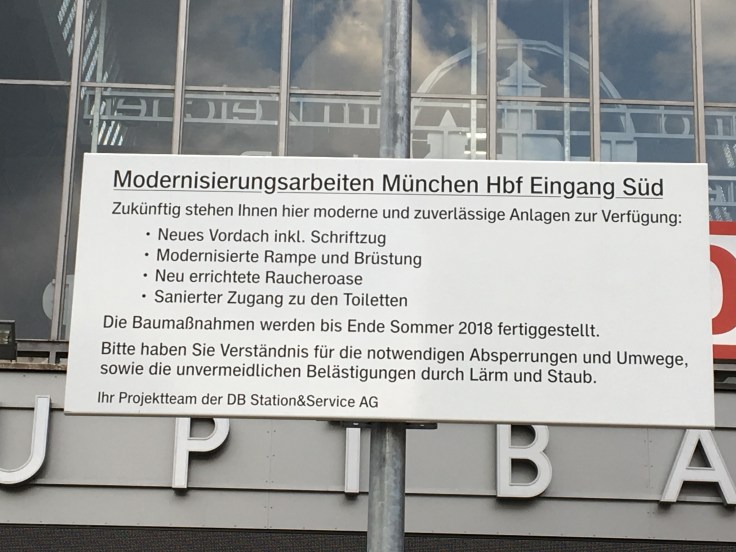 Modernisierungsarbeiten München Hbf Eingang Süd
Zukünftig stehen Ihnen hier moderne und zuverlässige Anlagen zur Verfügung:
· Neues Vordach inkl. Schriftzug
· Modernisierte Rampe und Brüstung
· Neu errichtete Raucheroase
· Sanierter Zugang zu den Toiletten
Die Baumaßnahmen werden bis Ende Sommer 2018 fertiggestellt.
Bitte haben Sie Verständnis für die notwendigen Absperrungen und Umwege,
sowie die unvermeidlichen Belästigungen durch Lärm und Staub.
Ihr Projektteam der DB Station&Service AG
UPTBA